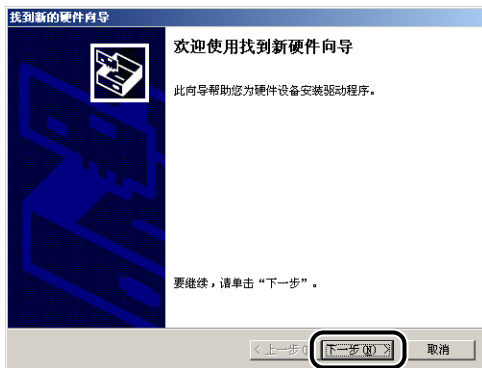 找到新的硬件向导
欢迎使用找到新硬件向导
此向导帮助您为硬件设备安装驱动程序。
要继续，请单击“下一步”。
< 上一步(
下一步(N) >
取消